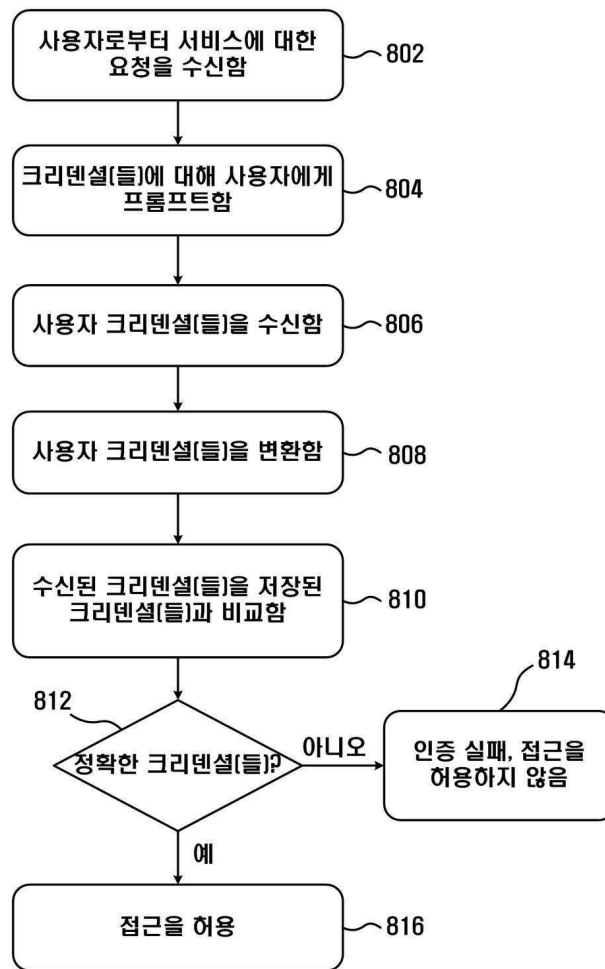 사용자로부터 서비스에 대한
요청을 수신함
802
크리덴셜(들)에 대해 사용자에게
프롬프트함
804
사용자 크리덴셜(들)을 수신함
806
사용자 크리덴셜(들)을 변환함
808
수신된 크리덴셜(들)을 저장된
크리덴셜(들)과 비교함
810
812
정확한 크리덴셜(들)?
아니오
814
인증 실패, 접근을
허용하지 않음
예
접근을 허용
816